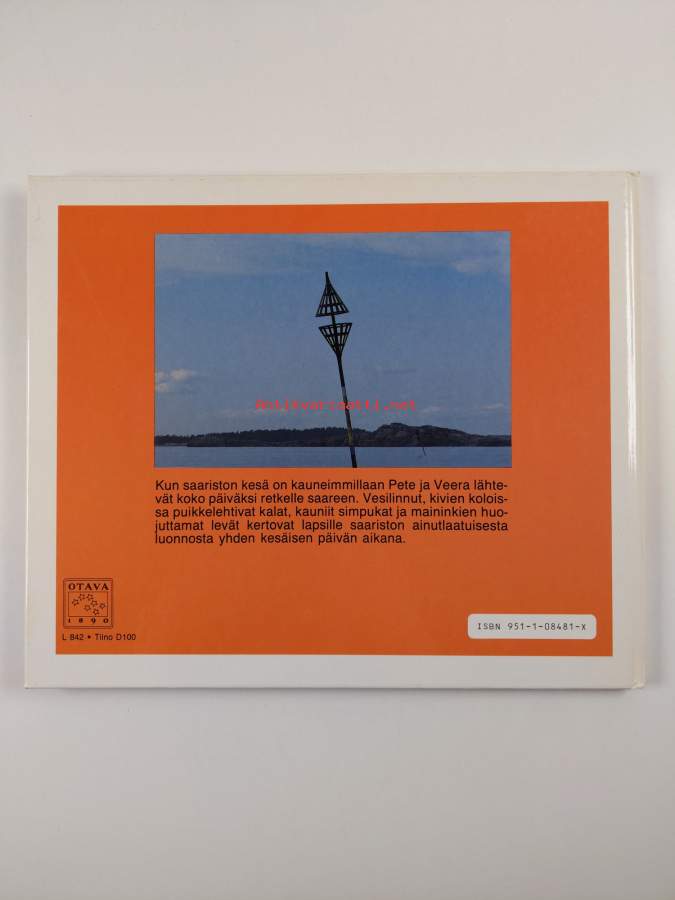 Antikvariaatti.net
Kun saariston kesä on kauneimmillaan Pete ja Veera lähte-
vät koko päiväksi retkelle saareen. Vesilinnut, kivien kolois-
sa puikkelehtivat kalat, kauniit simpukat ja maininkien huo-
juttamat levät kertovat lapsille saariston ainutlaatuisesta
luonnosta yhden kesäisen päivän aikana.
OTAVA
1890
L 842 • Tiino D100
ISBN 951-1-08481-X